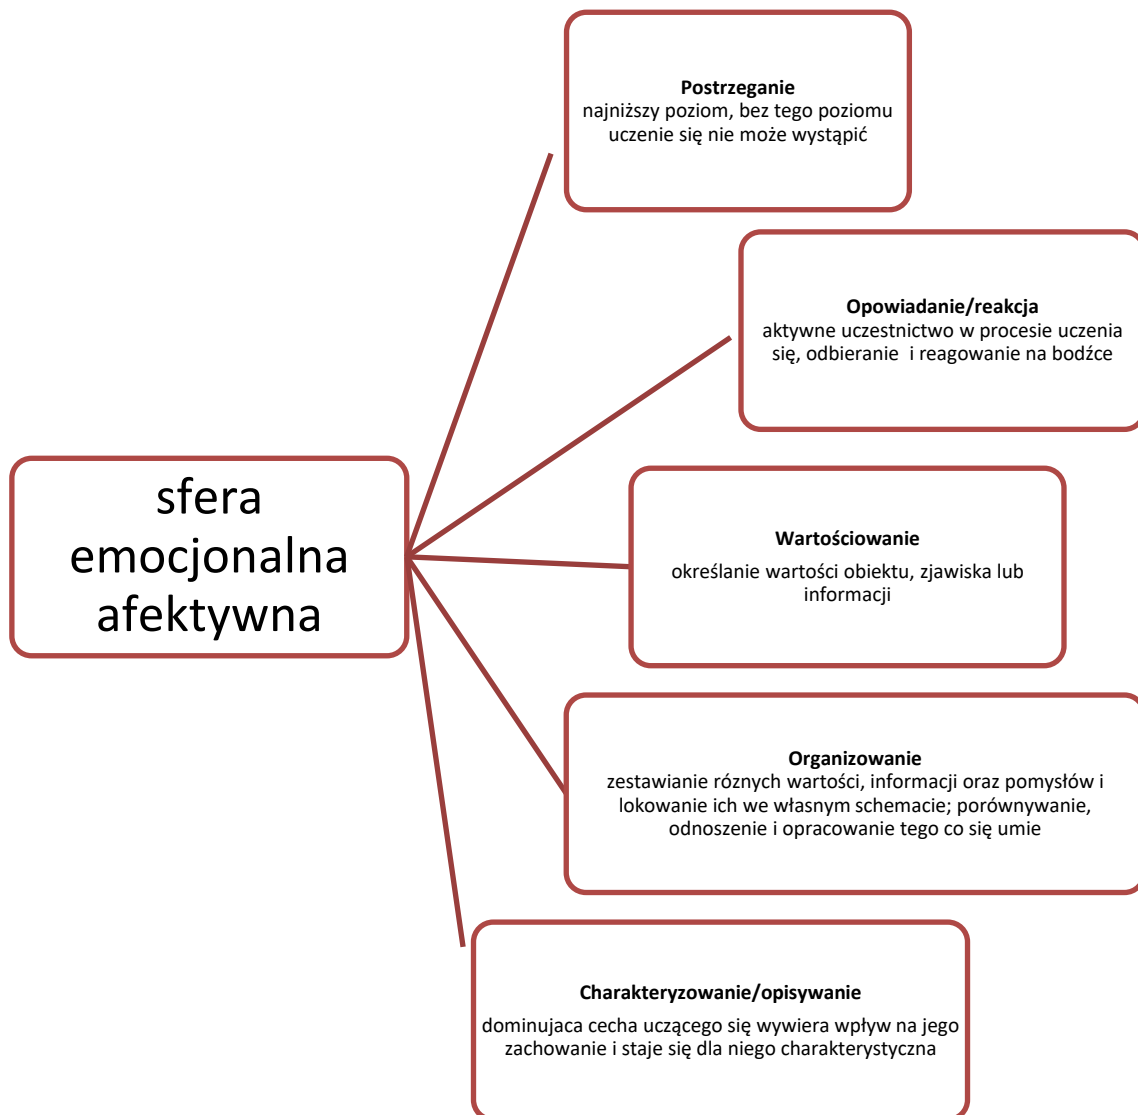 Postrzeganie
najniższy poziom, bez tego poziomu
uczenie się nie może wystąpić
Opowiadanie/reakcja
aktywne uczestnictwo w procesie uczenia
się, odbieranie  i reagowanie na bodźce
sfera
emocjonalna
afektywna
Wartościowanie
określanie wartości obiektu, zjawiska lub
informacji
Organizowanie
zestawianie róznych wartości, informacji oraz pomysłów i
lokowanie ich we własnym schemacie; porównywanie,
odnoszenie i opracowanie tego co się umie
Charakteryzowanie/opisywanie
dominujaca cecha uczącego się wywiera wpływ na jego
zachowanie i staje się dla niego charakterystyczna